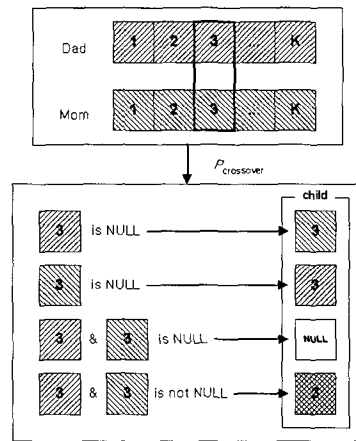 Dad 1 2 3 ... K
Mom 1 2 3 ... K
Pcrossover
child
3 is NULL 3
3 is NULL 3
3 & 3 is NULL NULL
3 & 3 is not NULL 3